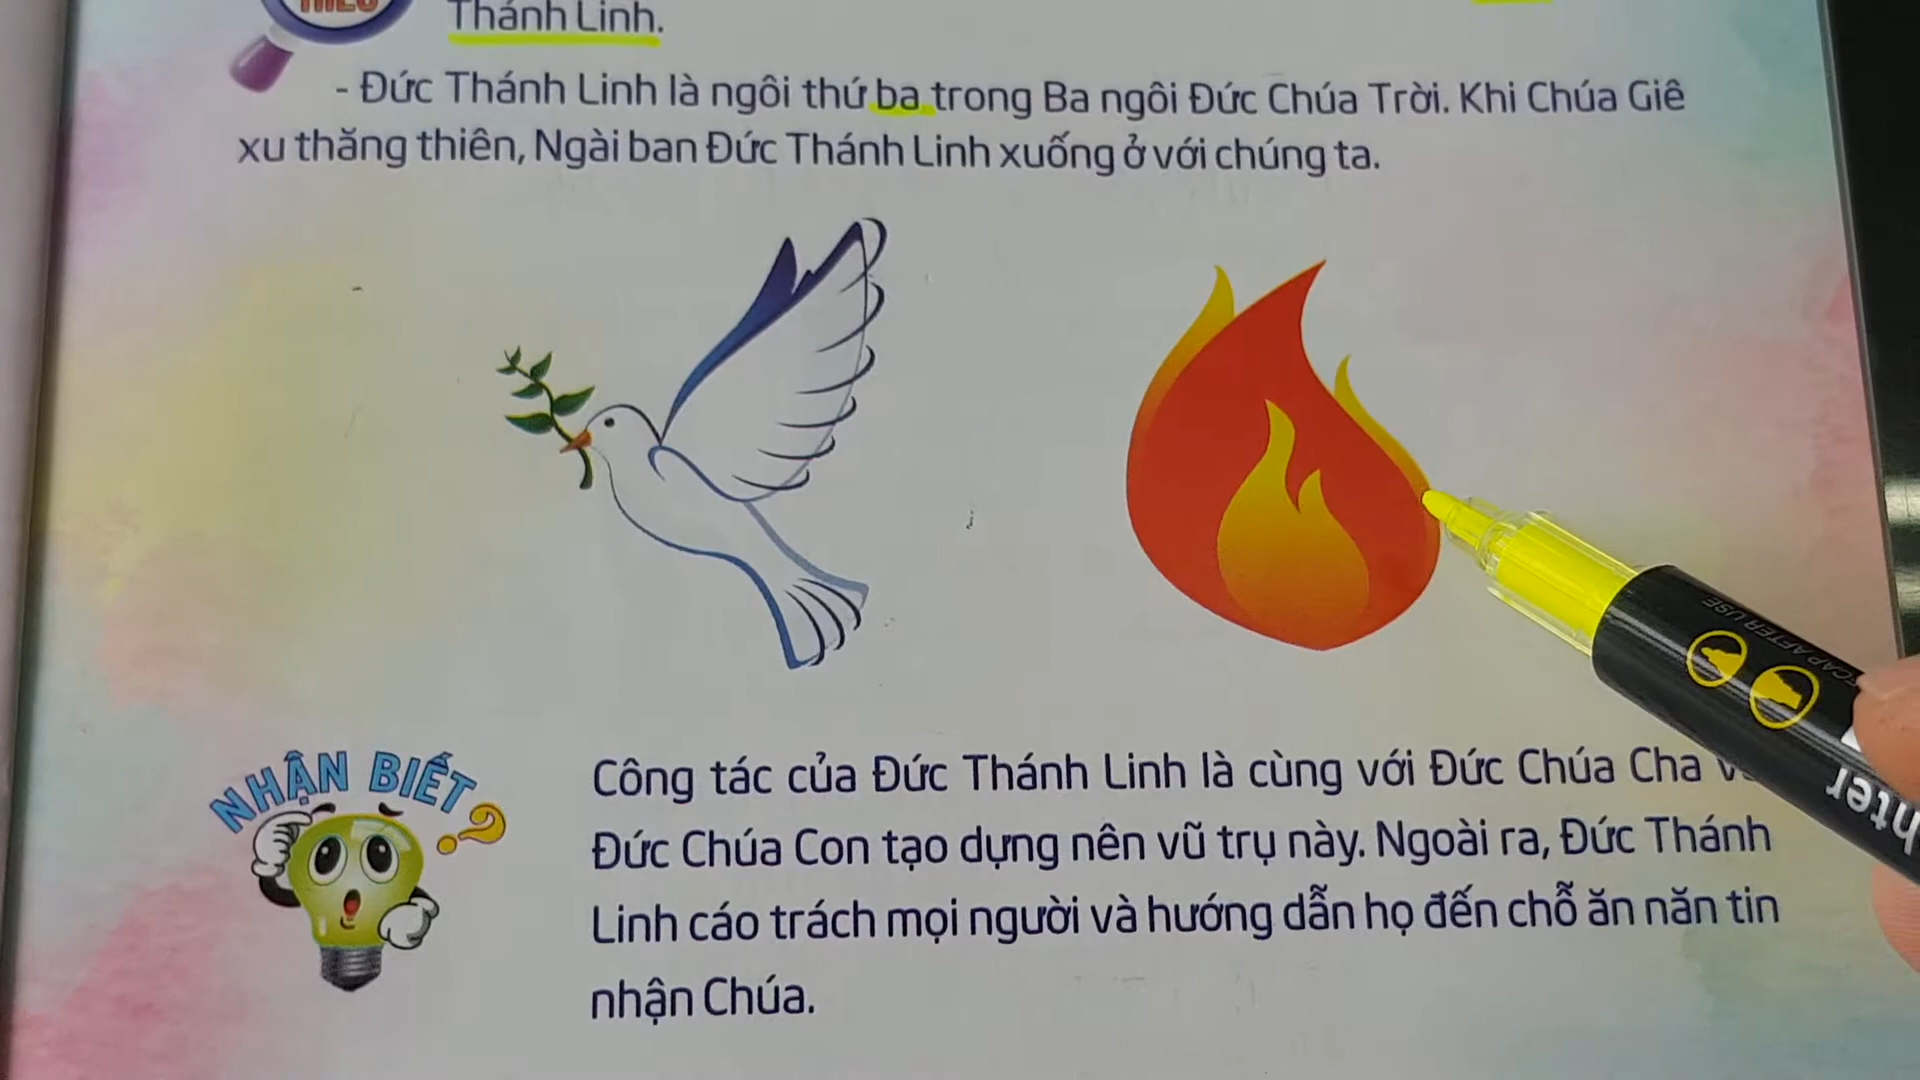 Thánh Linh.
- Đức Thánh Linh là ngôi thứ ba trong Ba ngôi Đức Chúa Trời. Khi Chúa Giê
xu thăng thiên, Ngài ban Đức Thánh Linh xuống ở với chúng ta.
CAP AFTER USE
NHẬN BIẾT?
Công tác của Đức Thánh Linh là cùng với Đức Chúa Cha
Đức Chúa Con tạo dựng nên vũ trụ này. Ngoài ra, Đức Thánh
Linh cáo trách mọi người và hướng dẫn họ đến chỗ ăn năn tin
nhận Chúa.